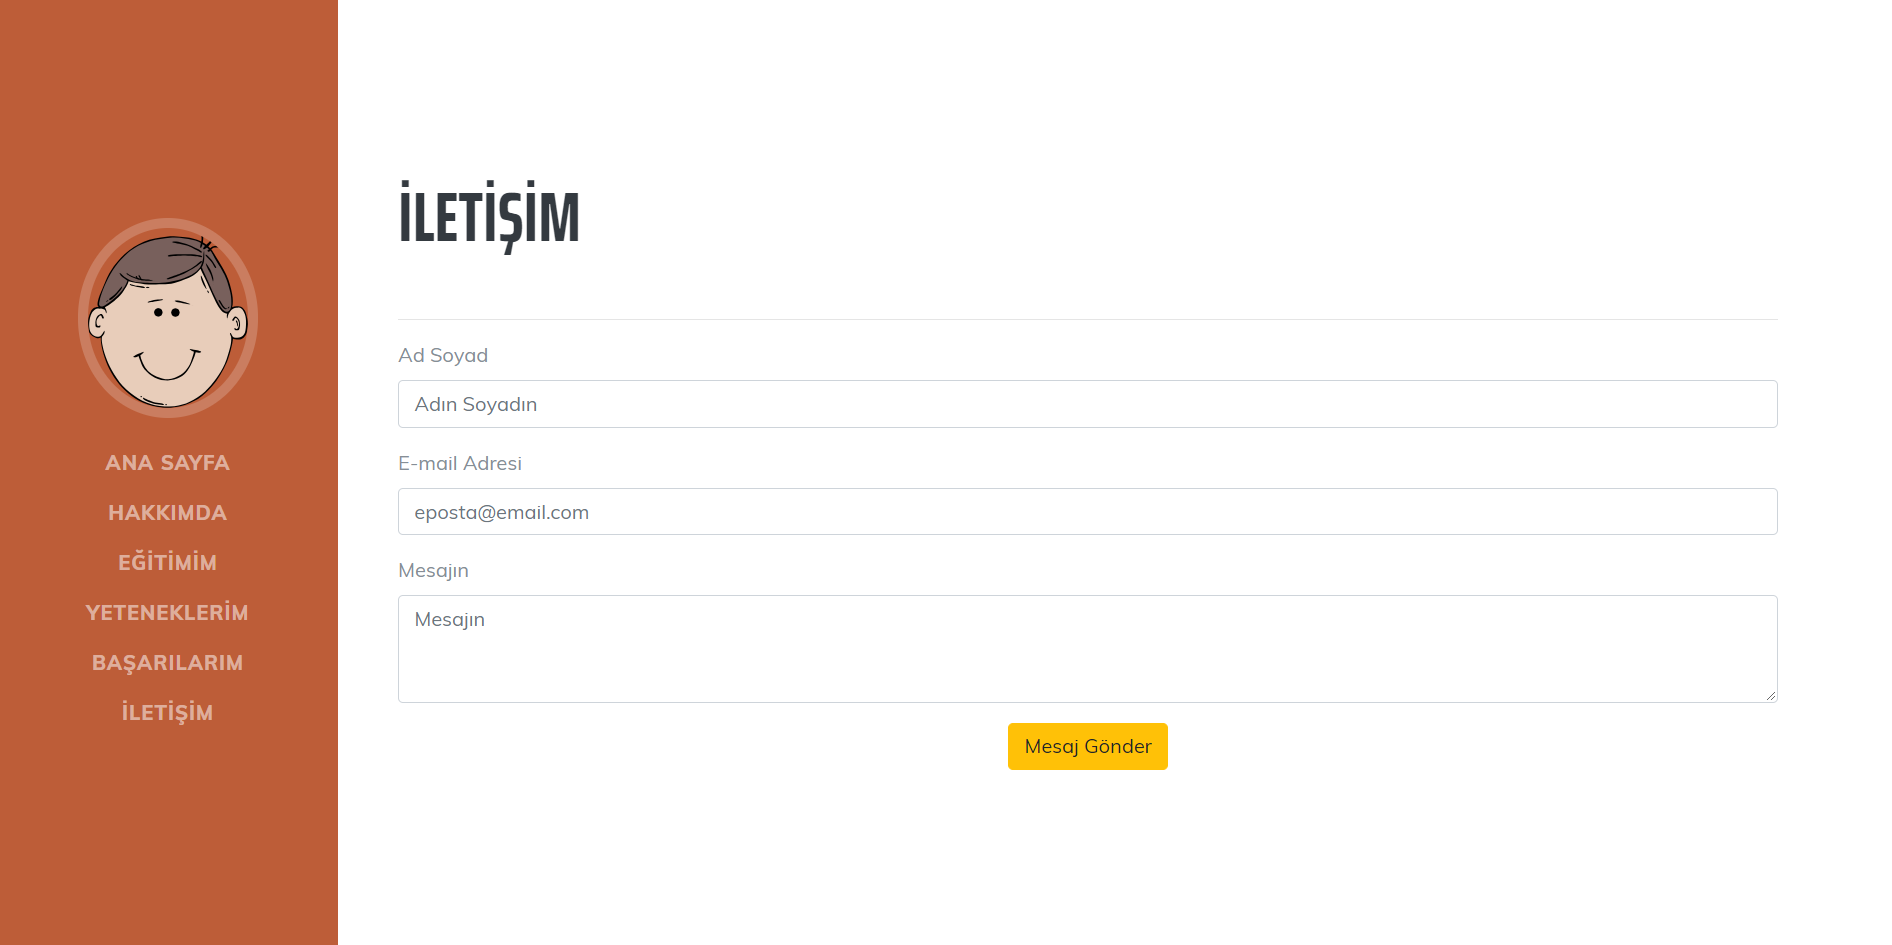 ANA SAYFA
HAKKIMDA
EĞİTİMİM
YETENEKLERİM
BAŞARILARIM
İLETİŞİM
İLETİŞİM
Ad Soyad
Adın Soyadın
E-mail Adresi
eposta@email.com
Mesajın
Mesajın
Mesaj Gönder